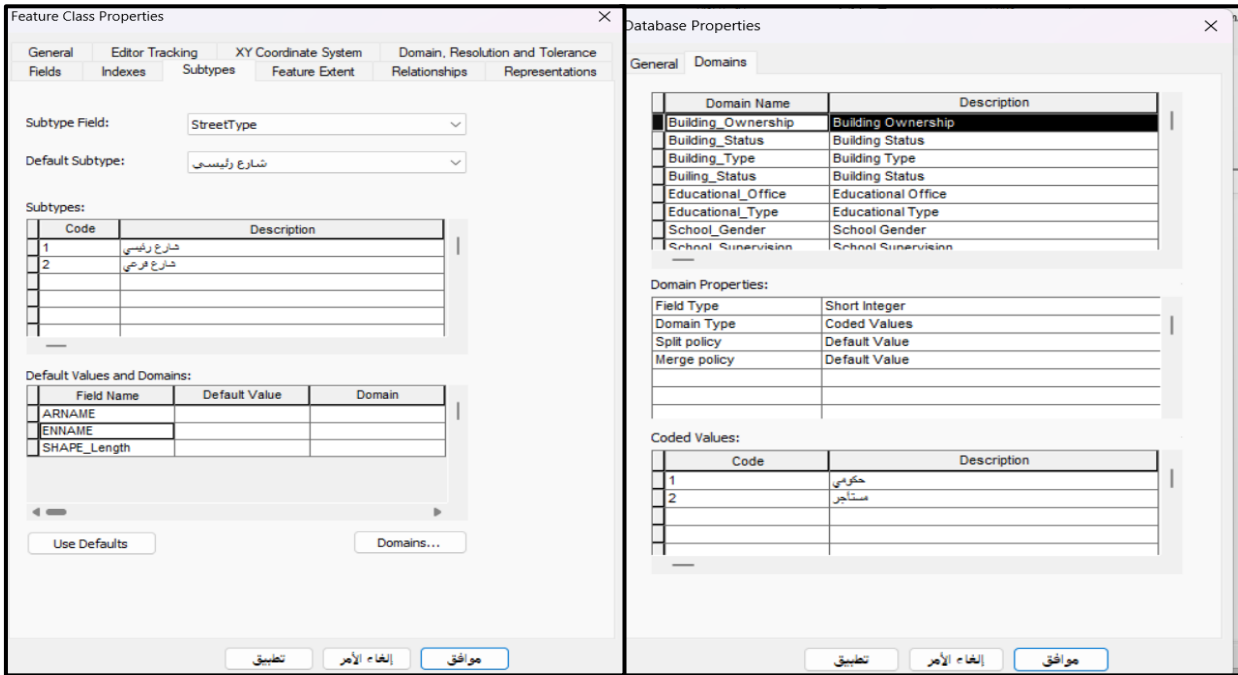 Feature Class Properties
General Editor Tracking XY Coordinate System Domain, Resolution and Tolerance
Fields Indexes Subtypes Feature Extent Relationships Representations
Subtype Field: StreetType
Default Subtype: شارع رئيسي
Subtypes:
Code Description
1 شارع رئيسي
2 شارع فرعي
Default Values and Domains:
Field Name Default Value Domain
ARNAME
ENNAME
SHAPE_Length
Use Defaults Domains...
تطبيق إلغاء الأمر موافق
Database Properties
General Domains
Domain Name Description
Building_Ownership Building Ownership
Building_Status Building Status
Building_Type Building Type
Builing_Status Building Status
Educational_Office Educational Office
Educational_Type Educational Type
School_Gender School Gender
School_Supervision School Supervision
Domain Properties:
Field Type Short Integer
Domain Type Coded Values
Split policy Default Value
Merge policy Default Value
Coded Values:
Code Description
1 حكومي
2 مستأجر
تطبيق إلغاء الأمر موافق